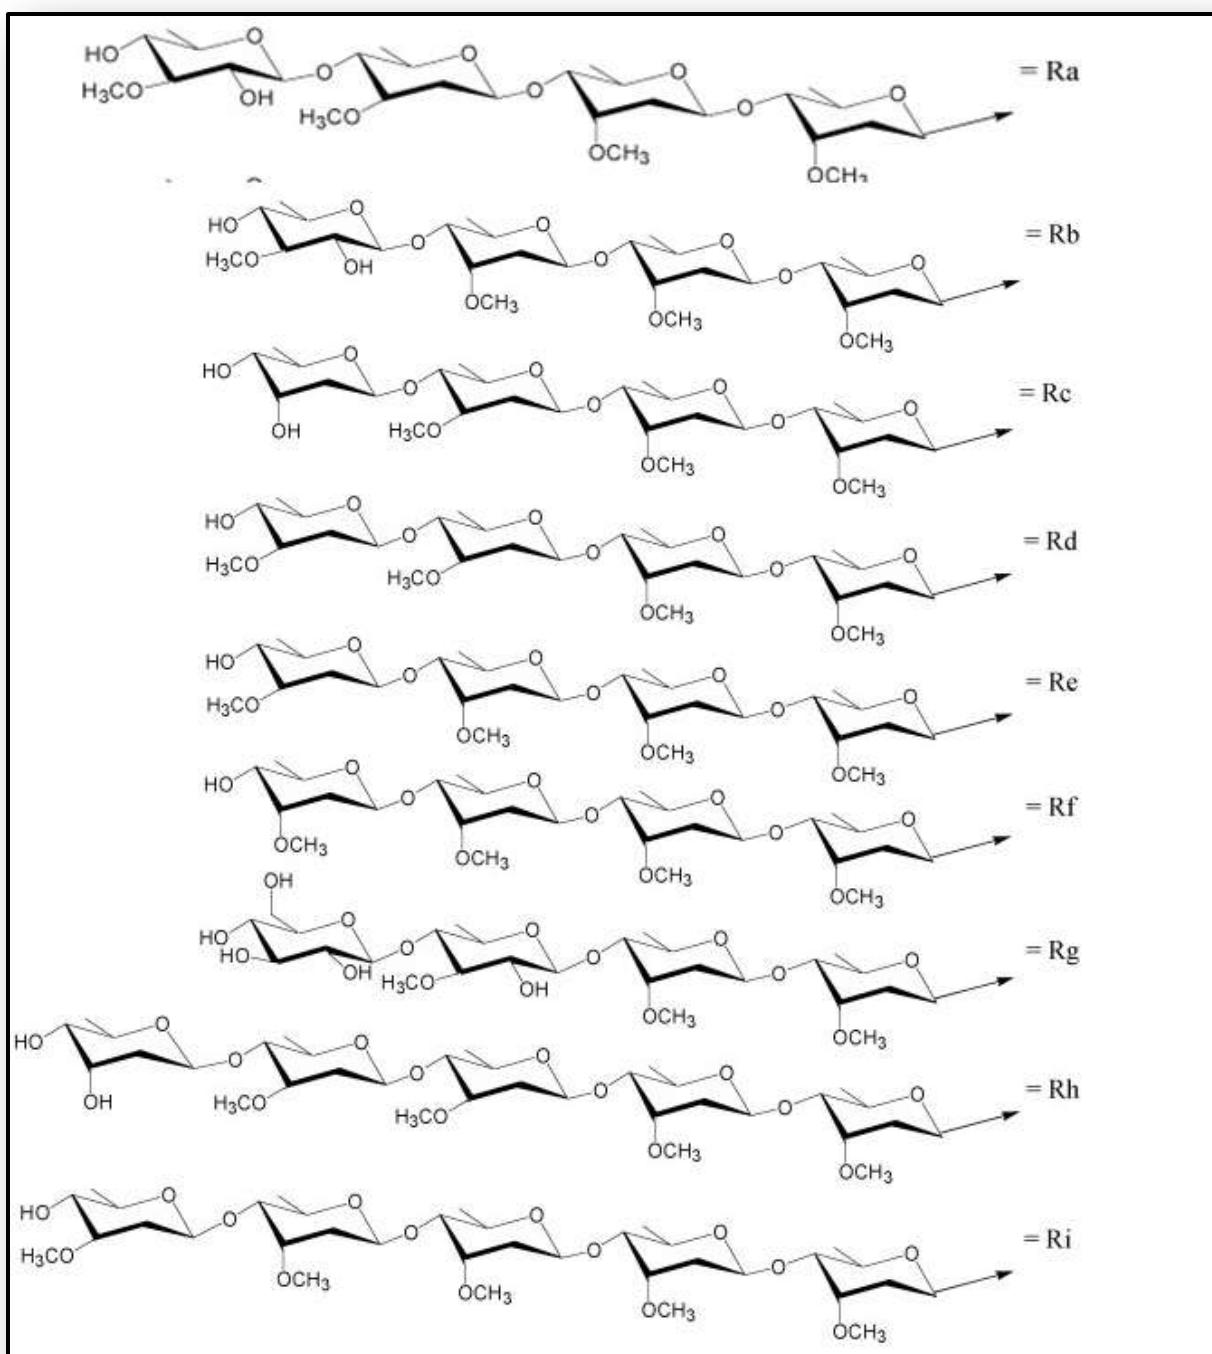 HO O O O O O O O = Ra
H3CO OH H3CO OCH3 OCH3
HO O O O O O O O = Rb
H3CO OH OCH3 OCH3 OCH3
HO O O O O O O O = Rc
OH H3CO OCH3 OCH3
HO O O O O O O O = Rd
H3CO H3CO OCH3 OCH3
HO O O O O O O O = Re
H3CO OCH3 OCH3 OCH3
HO O O O O O O O = Rf
OCH3 OCH3 OCH3 OCH3
OH
HO O O O O O O O = Rg
HO OH H3CO OH OCH3 OCH3
HO O O O O O O O O O = Rh
OH H3CO H3CO OCH3 OCH3
HO O O O O O O O O O = Ri
H3CO OCH3 OCH3 OCH3 OCH3